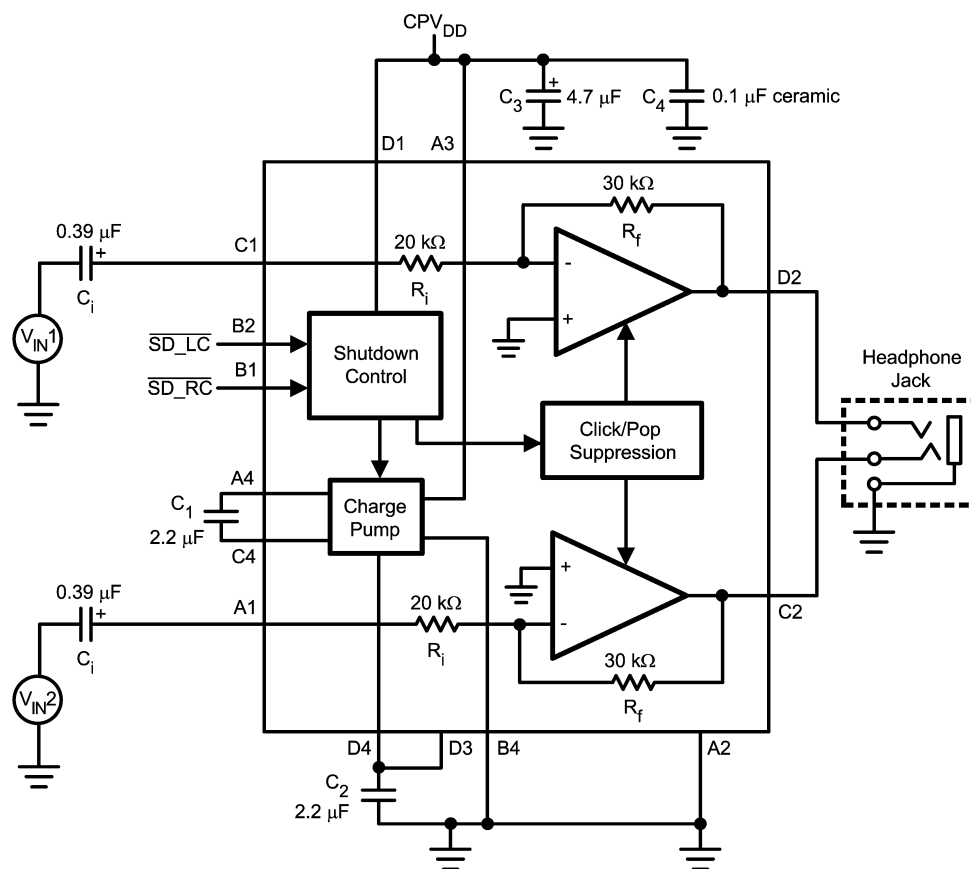 CPVDD
C3
+
4.7 μF
C4
0.1 μF ceramic
D1
A3
30 kΩ
Rf
0.39 μF
+
Ci
C1
20 kΩ
Ri
-
+
D2
VIN1
SD_LC
B2
SD_RC
B1
Shutdown
Control
Headphone
Jack
Click/Pop
Suppression
A4
C1
2.2 μF
C4
Charge
Pump
0.39 μF
+
Ci
A1
20 kΩ
Ri
+
-
C2
30 kΩ
Rf
VIN2
D4
D3
B4
A2
C2
2.2 μF